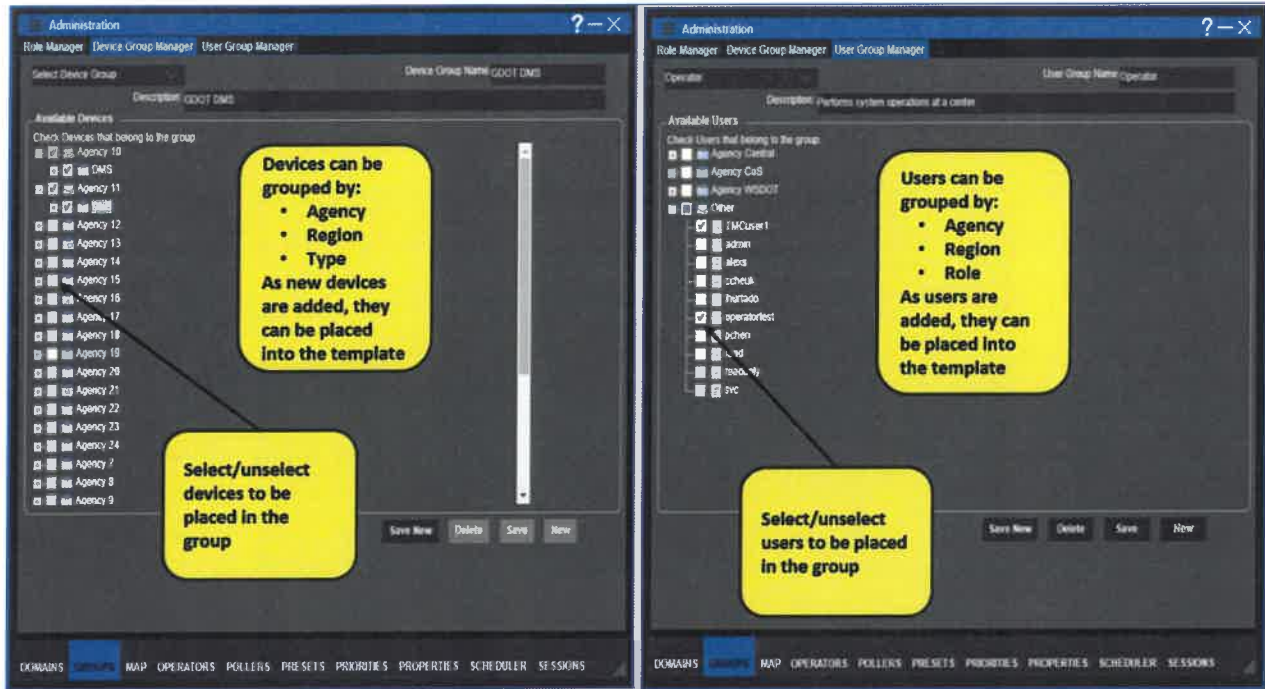 Administration
? – ×
Role Manager Device Group Manager User Group Manager
Select Device Group
Device Group Name GDOT DMS
Description GDOT DMS
Available Devices
Check Devices that belong to the group
Agency 10
DMS
Agency 11
Agency 12
Agency 13
Agency 14
Agency 15
Agency 16
Agency 17
Agency 18
Agency 19
Agency 20
Agency 21
Agency 22
Agency 23
Agency 24
Agency 7
Agency 8
Agency 9
Devices can be
grouped by:
• Agency
• Region
• Type
As new devices
are added, they
can be placed
into the template
Select/unselect
devices to be
placed in the
group
Save New Delete Save New
DOMAINS GROUPS MAP OPERATORS POLLERS PRESETS PRIORITIES PROPERTIES SCHEDULER SESSIONS
Administration
? – ×
Role Manager Device Group Manager User Group Manager
Operator
User Group Name Operator
Description Performs system operations at a center
Available Users
Check Users that belong to the group
Agency Central
Agency CoS
Agency WSDOT
Other
TMCuser1
admin
alexs
ccheuk
jhurtado
operatortest
pchen
readonly
svc
Users can be
grouped by:
• Agency
• Region
• Role
As users are
added, they can
be placed into
the template
Select/unselect
users to be placed
in the group
Save New Delete Save New
DOMAINS GROUPS MAP OPERATORS POLLERS PRESETS PRIORITIES PROPERTIES SCHEDULER SESSIONS